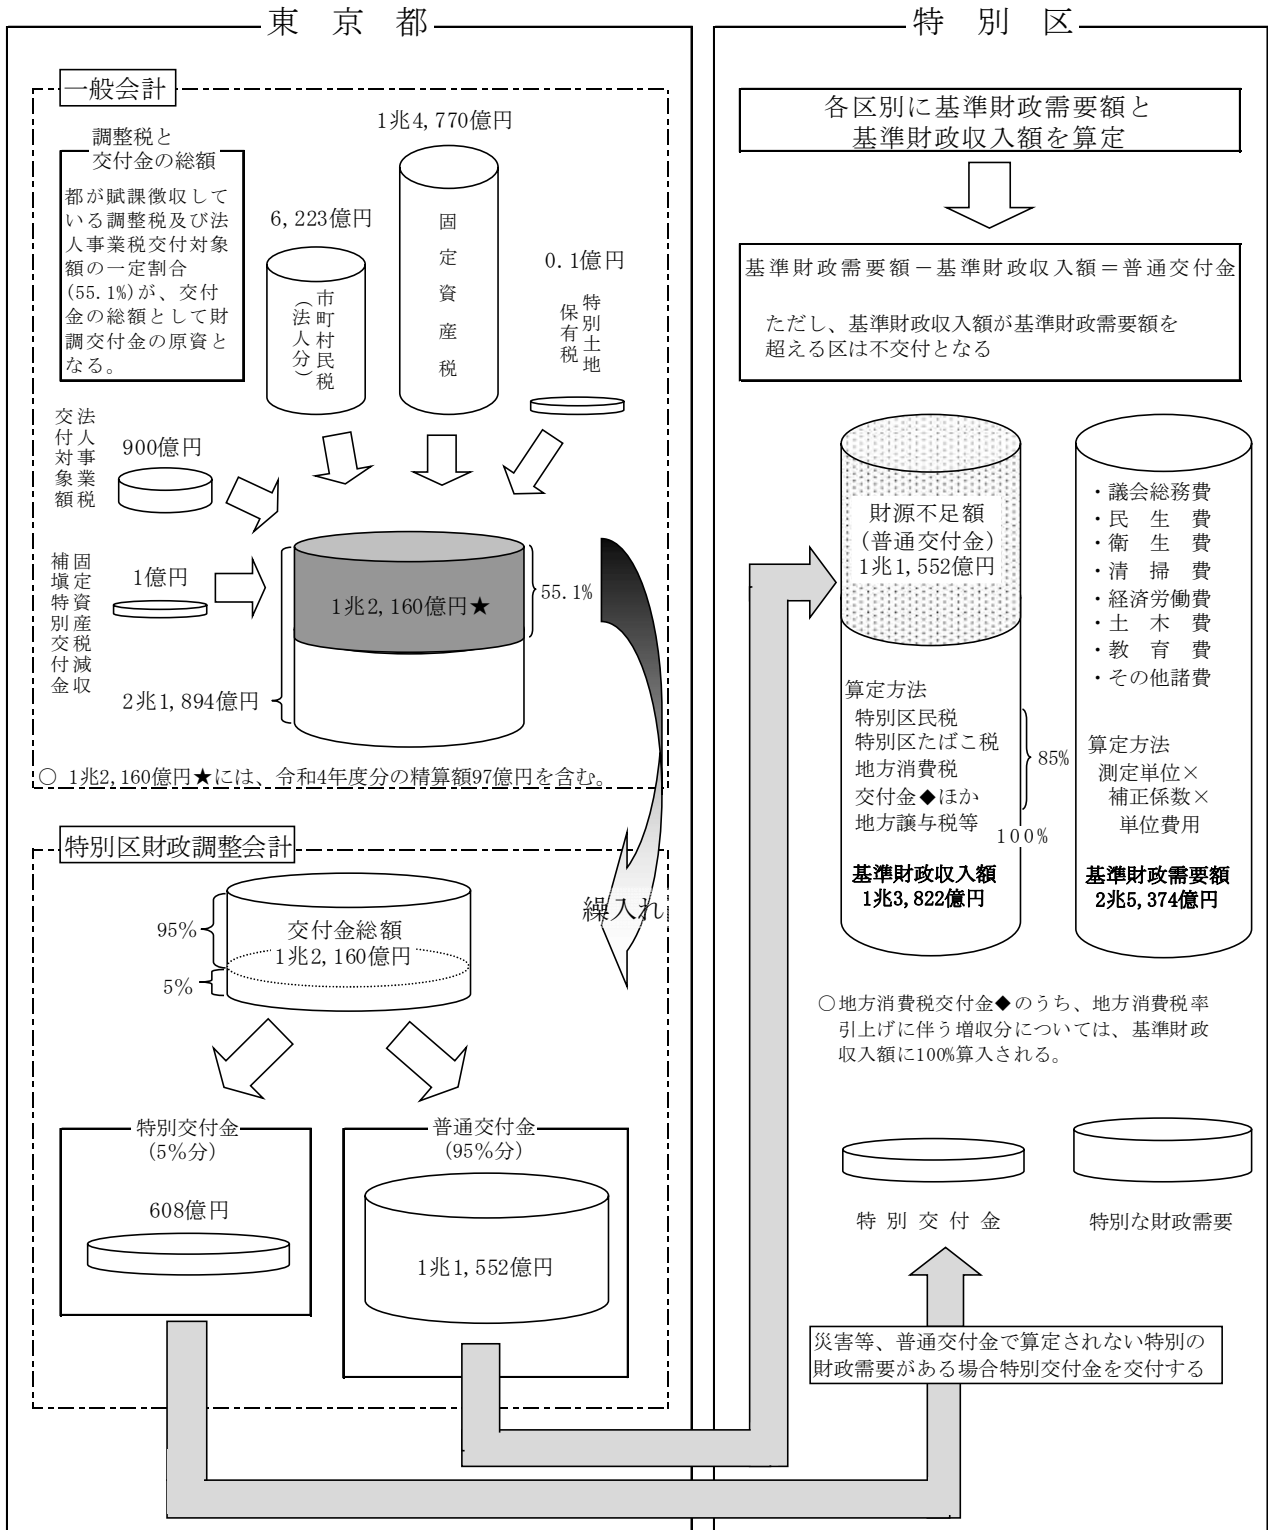 東京都
一般会計
調整税と
交付金の総額
都が賦課徴収して
いる調整税及び法
人事業税交付対象
額の一定割合
(55.1%)が、交付
金の総額として財
調交付金の原資と
なる。
1兆4,770億円
固定資産税
6,223億円
市町村民税
(法人分)
0.1億円
特別土地
保有税
法人事業税
交付対象額
900億円
固定資産税減収
補塡特別交付金
1億円
1兆2,160億円★
55.1%
2兆1,894億円
○ 1兆2,160億円★には、令和4年度分の精算額97億円を含む。
特別区財政調整会計
繰入れ
95%
交付金総額
1兆2,160億円
5%
特別交付金
(5%分)
608億円
普通交付金
(95%分)
1兆1,552億円
特別区
各区別に基準財政需要額と
基準財政収入額を算定
基準財政需要額－基準財政収入額＝普通交付金
ただし、基準財政収入額が基準財政需要額を
超える区は不交付となる
財源不足額
(普通交付金)
1兆1,552億円
算定方法
特別区民税
特別区たばこ税
地方消費税
交付金◆ほか
地方譲与税等
85%
100%
基準財政収入額
1兆3,822億円
・議会総務費
・民生費
・衛生費
・清掃費
・経済労働費
・土木費
・教育費
・その他諸費
算定方法
測定単位×
補正係数×
単位費用
基準財政需要額
2兆5,374億円
○地方消費税交付金◆のうち、地方消費税率
引上げに伴う増収分については、基準財政
収入額に100%算入される。
特別交付金
特別な財政需要
災害等、普通交付金で算定されない特別の
財政需要がある場合特別交付金を交付する